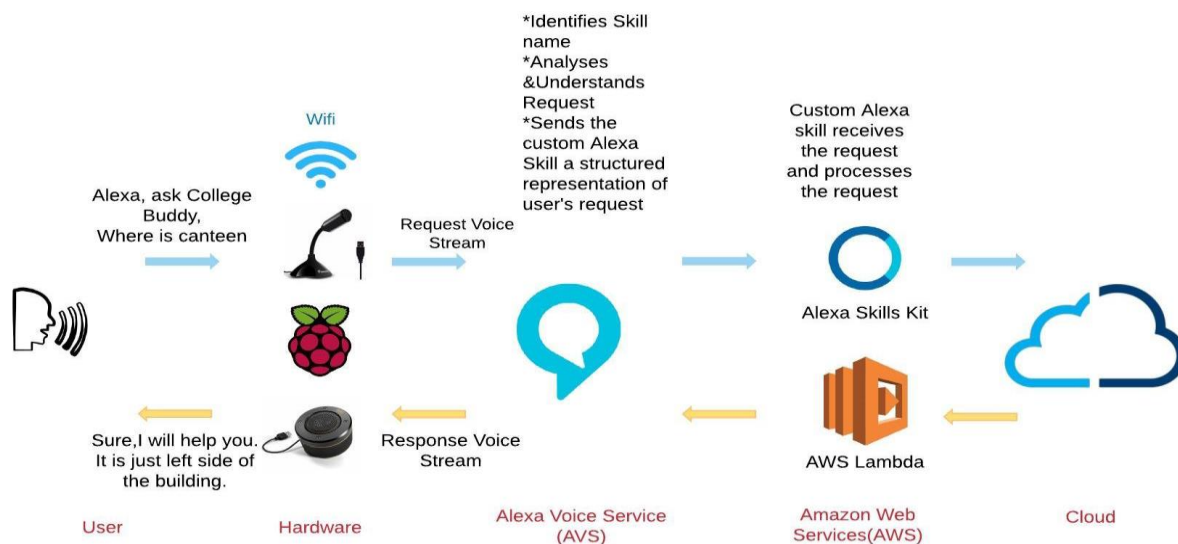 *Identifies Skill
name
*Analyses
&Understands
Request
*Sends the
custom Alexa
Skill a structured
representation of
user's request
Wifi
Custom Alexa
skill receives
the request
and processes
the request
Alexa, ask College
Buddy,
Where is canteen
Request Voice
Stream
Alexa Skills Kit
Sure,I will help you.
It is just left side of
the building.
Response Voice
Stream
AWS Lambda
User
Hardware
Alexa Voice Service
(AVS)
Amazon Web
Services(AWS)
Cloud